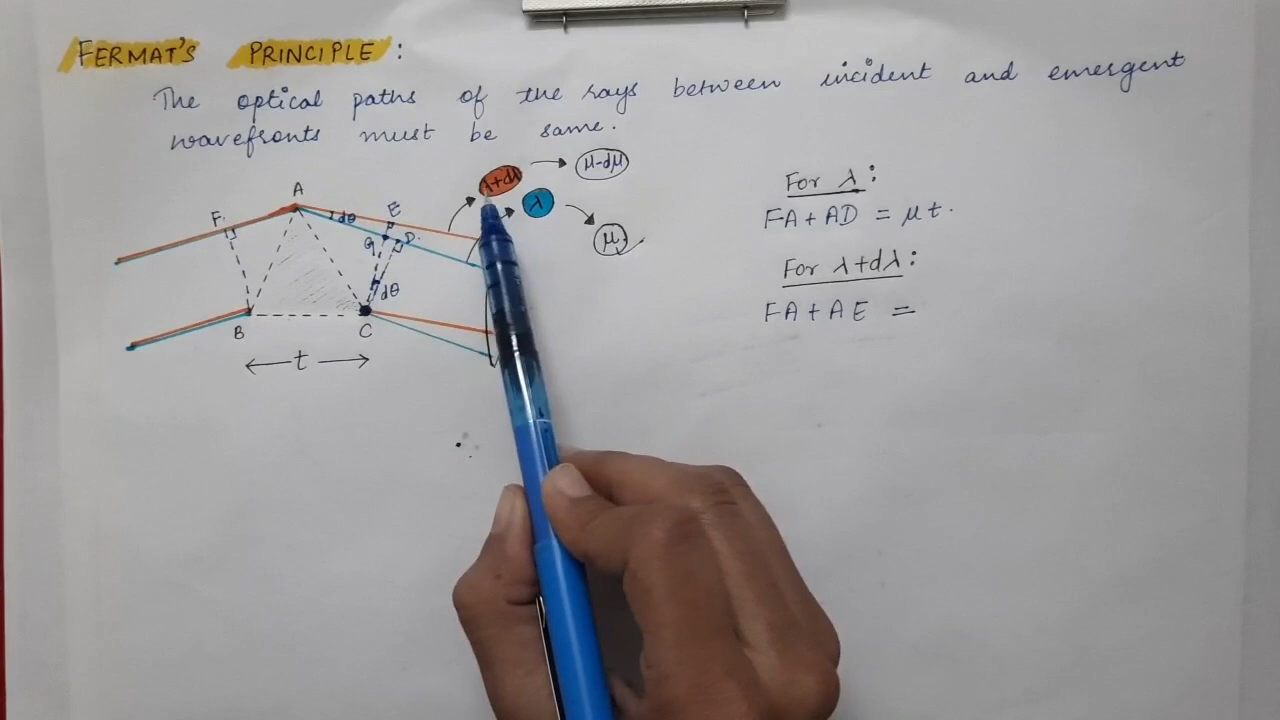 FERMAT'S PRINCIPLE :
The optical paths of the rays between incident and emergent
wavefronts must be same.
λ+dλ → μ-dμ
λ
μ
A
F
dθ
E
G
D
dθ
B
C
t
For λ :
FA + AD = μt.
For λ+dλ :
FA + AE =